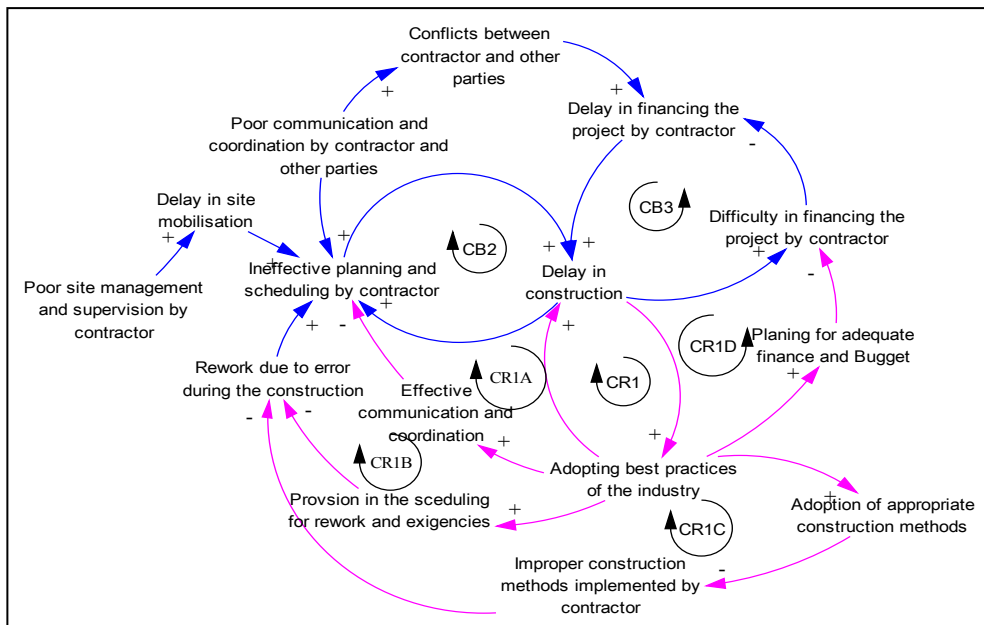 Conflicts between
contractor and other
parties
+
+
Delay in financing the
project by contractor
-
Poor communication and
coordination by contractor and
other parties
Delay in site
mobilisation
+
CB3
Difficulty in financing the
project by contractor
+
-
CB2
+
+
+
+
Ineffective planning and
scheduling by contractor
+
-
Delay in
construction
+
Poor site management
and supervision by
contractor
Planing for adequate
finance and Bugget
+
CR1D
+
Rework due to error
during the construction
-
-
CR1A
CR1
Effective
communication and
coordination
+
+
CR1B
Adopting best practices
of the industry
Provsion in the sceduling
for rework and exigencies
+
+
Adoption of appropriate
construction methods
CR1C
Improper construction
methods implemented by
contractor
-